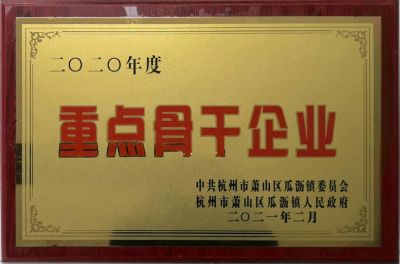 二〇二〇年度
重点骨干企业
中共杭州市萧山区瓜沥镇委员会
杭州市萧山区瓜沥镇人民政府
二〇二一年二月